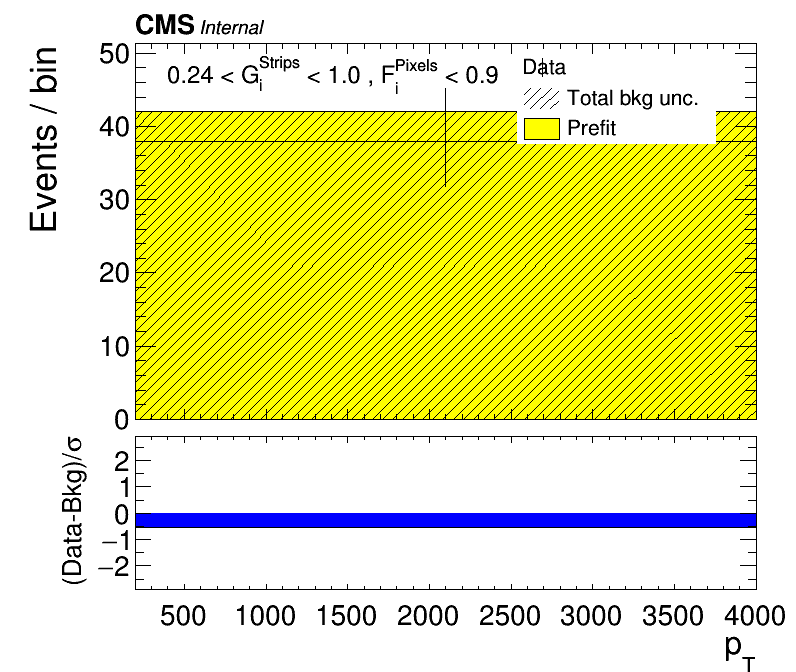 CMS Internal
Events / bin
50
40
30
20
10
0
0.24 < G_i^Strips < 1.0 , F_i^Pixels < 0.9
Data
Total bkg unc.
Prefit
(Data-Bkg)/σ
2
1
0
−1
−2
500 1000 1500 2000 2500 3000 3500 4000
p_T